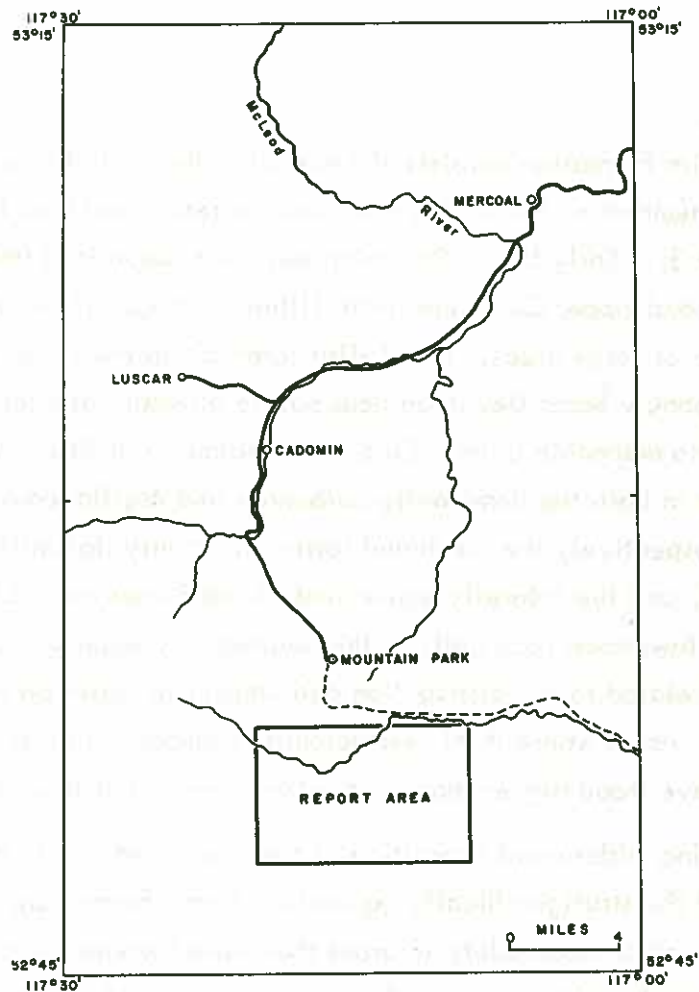 117°30' 117°00'
53°15' 53°15'
McLeod
River
MERCOAL
LUSCAR
CADOMIN
MOUNTAIN PARK
REPORT AREA
MILES
0 4
52°45' 52°45'
117°30' 117°00'